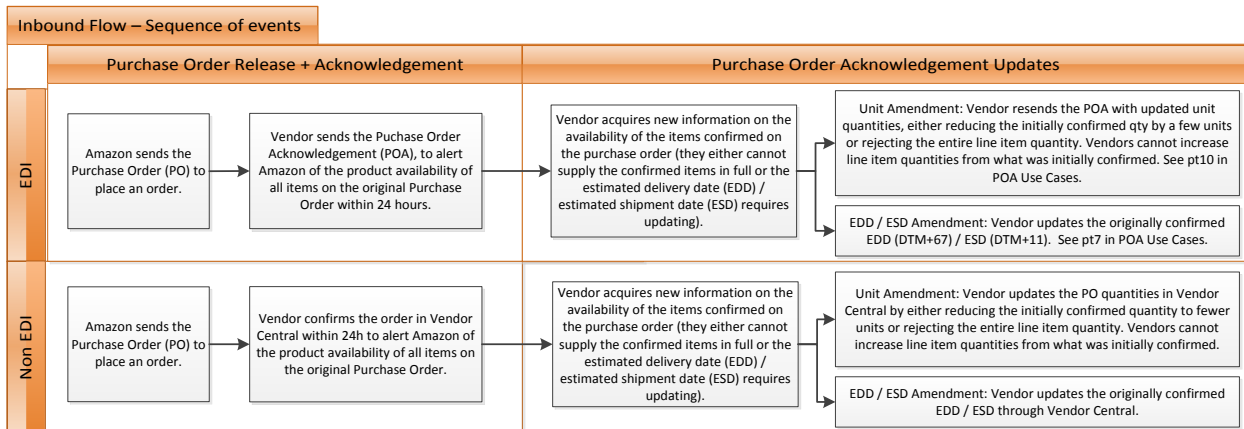 Inbound Flow – Sequence of events
Purchase Order Release + Acknowledgement
Purchase Order Acknowledgement Updates
EDI
Amazon sends the
Purchase Order (PO) to
place an order.
Vendor sends the Puchase Order
Acknowledgement (POA), to alert
Amazon of the product availability of
all items on the original Purchase
Order within 24 hours.
Vendor acquires new information on the
availability of the items confirmed on
the purchase order (they either cannot
supply the confirmed items in full or the
estimated delivery date (EDD) /
estimated shipment date (ESD) requires
updating).
Unit Amendment: Vendor resends the POA with updated unit
quantities, either reducing the initially confirmed qty by a few units
or rejecting the entire line item quantity. Vendors cannot increase
line item quantities from what was initially confirmed. See pt10 in
POA Use Cases.
EDD / ESD Amendment: Vendor updates the originally confirmed
EDD (DTM+67) / ESD (DTM+11).  See pt7 in POA Use Cases.
Non EDI
Amazon sends the
Purchase Order (PO) to
place an order.
Vendor confirms the order in Vendor
Central within 24h to alert Amazon of
the product availability of all items on
the original Purchase Order.
Vendor acquires new information on the
availability of the items confirmed on
the purchase order (they either cannot
supply the confirmed items in full or the
estimated delivery date (EDD) /
estimated shipment date (ESD) requires
updating).
Unit Amendment: Vendor updates the PO quantities in Vendor
Central by either reducing the initially confirmed quantity to fewer
units or rejecting the entire line item quantity. Vendors cannot
increase line item quantities from what was initially confirmed.
EDD / ESD Amendment: Vendor updates the originally confirmed
EDD / ESD through Vendor Central.